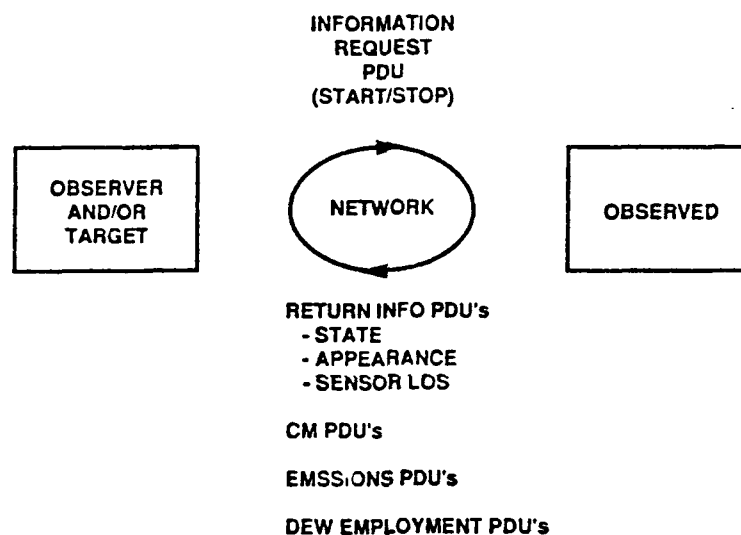 INFORMATION
REQUEST
PDU
(START/STOP)
OBSERVER
AND/OR
TARGET
NETWORK
OBSERVED
RETURN INFO PDU's
- STATE
- APPEARANCE
- SENSOR LOS
CM PDU's
EMSSIONS PDU's
DEW EMPLOYMENT PDU's